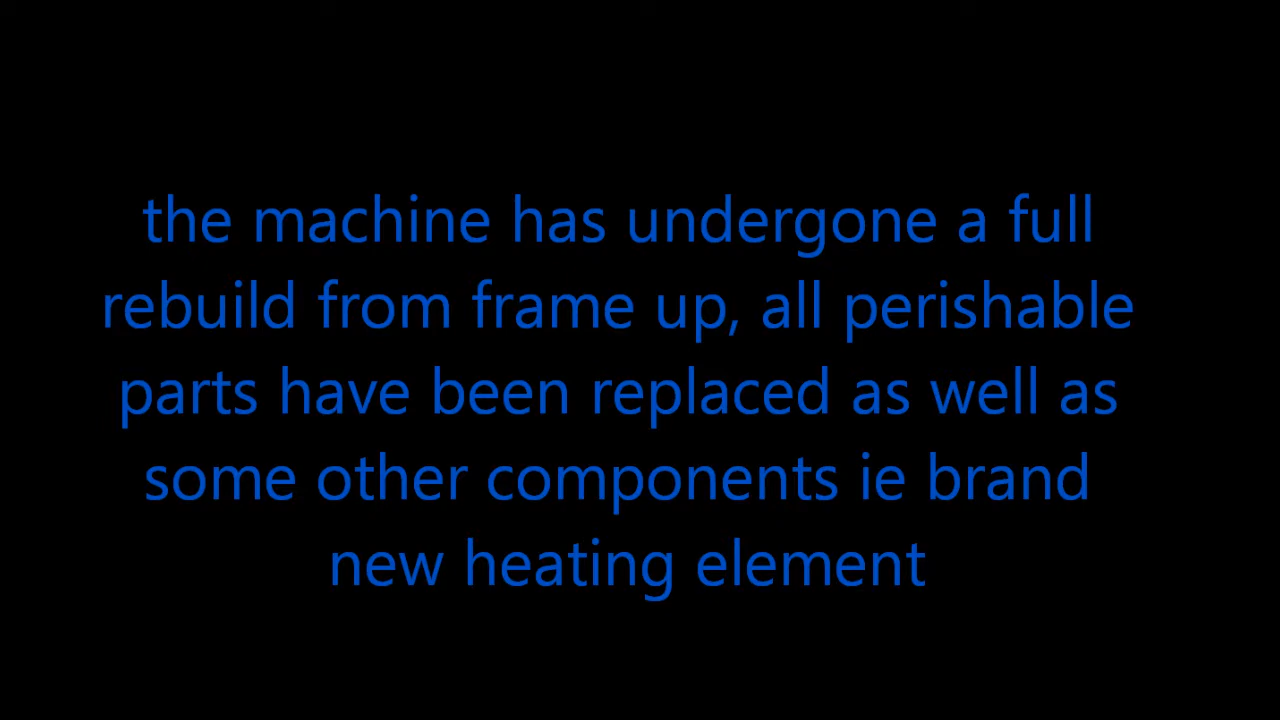 the machine has undergone a full
rebuild from frame up, all perishable
parts have been replaced as well as
some other components ie brand
new heating element